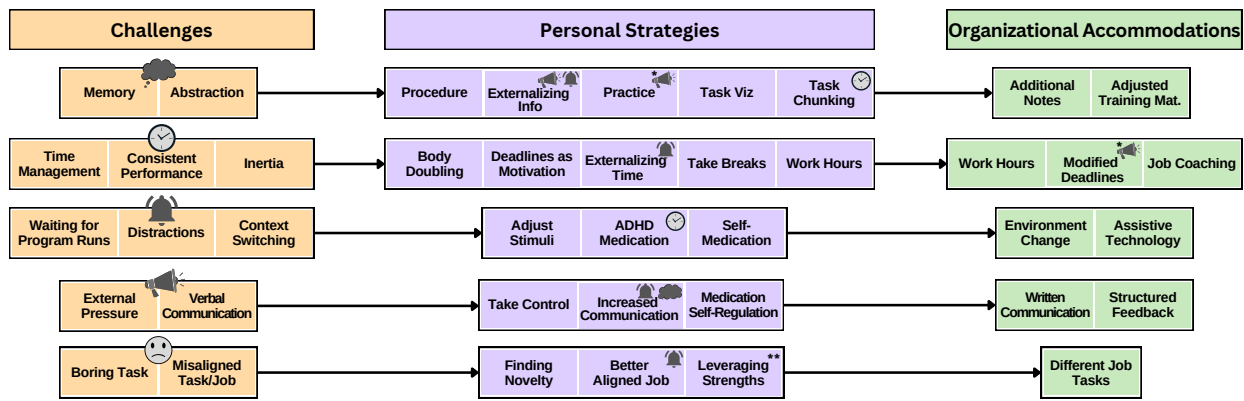 Challenges
Personal Strategies
Organizational Accommodations
Memory
Abstraction
Procedure
Externalizing
Info
*
Practice
Task Viz
Task
Chunking
Additional
Notes
Adjusted
Training Mat.
Time
Management
Consistent
Performance
Inertia
Body
Doubling
Deadlines as
Motivation
Externalizing
Time
Take Breaks
Work Hours
Work Hours
*
Modified
Deadlines
Job Coaching
Waiting for
Program Runs
Distractions
Context
Switching
Adjust
Stimuli
ADHD
Medication
Self-
Medication
Environment
Change
Assistive
Technology
External
Pressure
Verbal
Communication
Take Control
Increased
Communication
Medication
Self-Regulation
Written
Communication
Structured
Feedback
Boring Task
Misaligned
Task/Job
Finding
Novelty
Better
Aligned Job
Leveraging**
Strengths
Different Job
Tasks